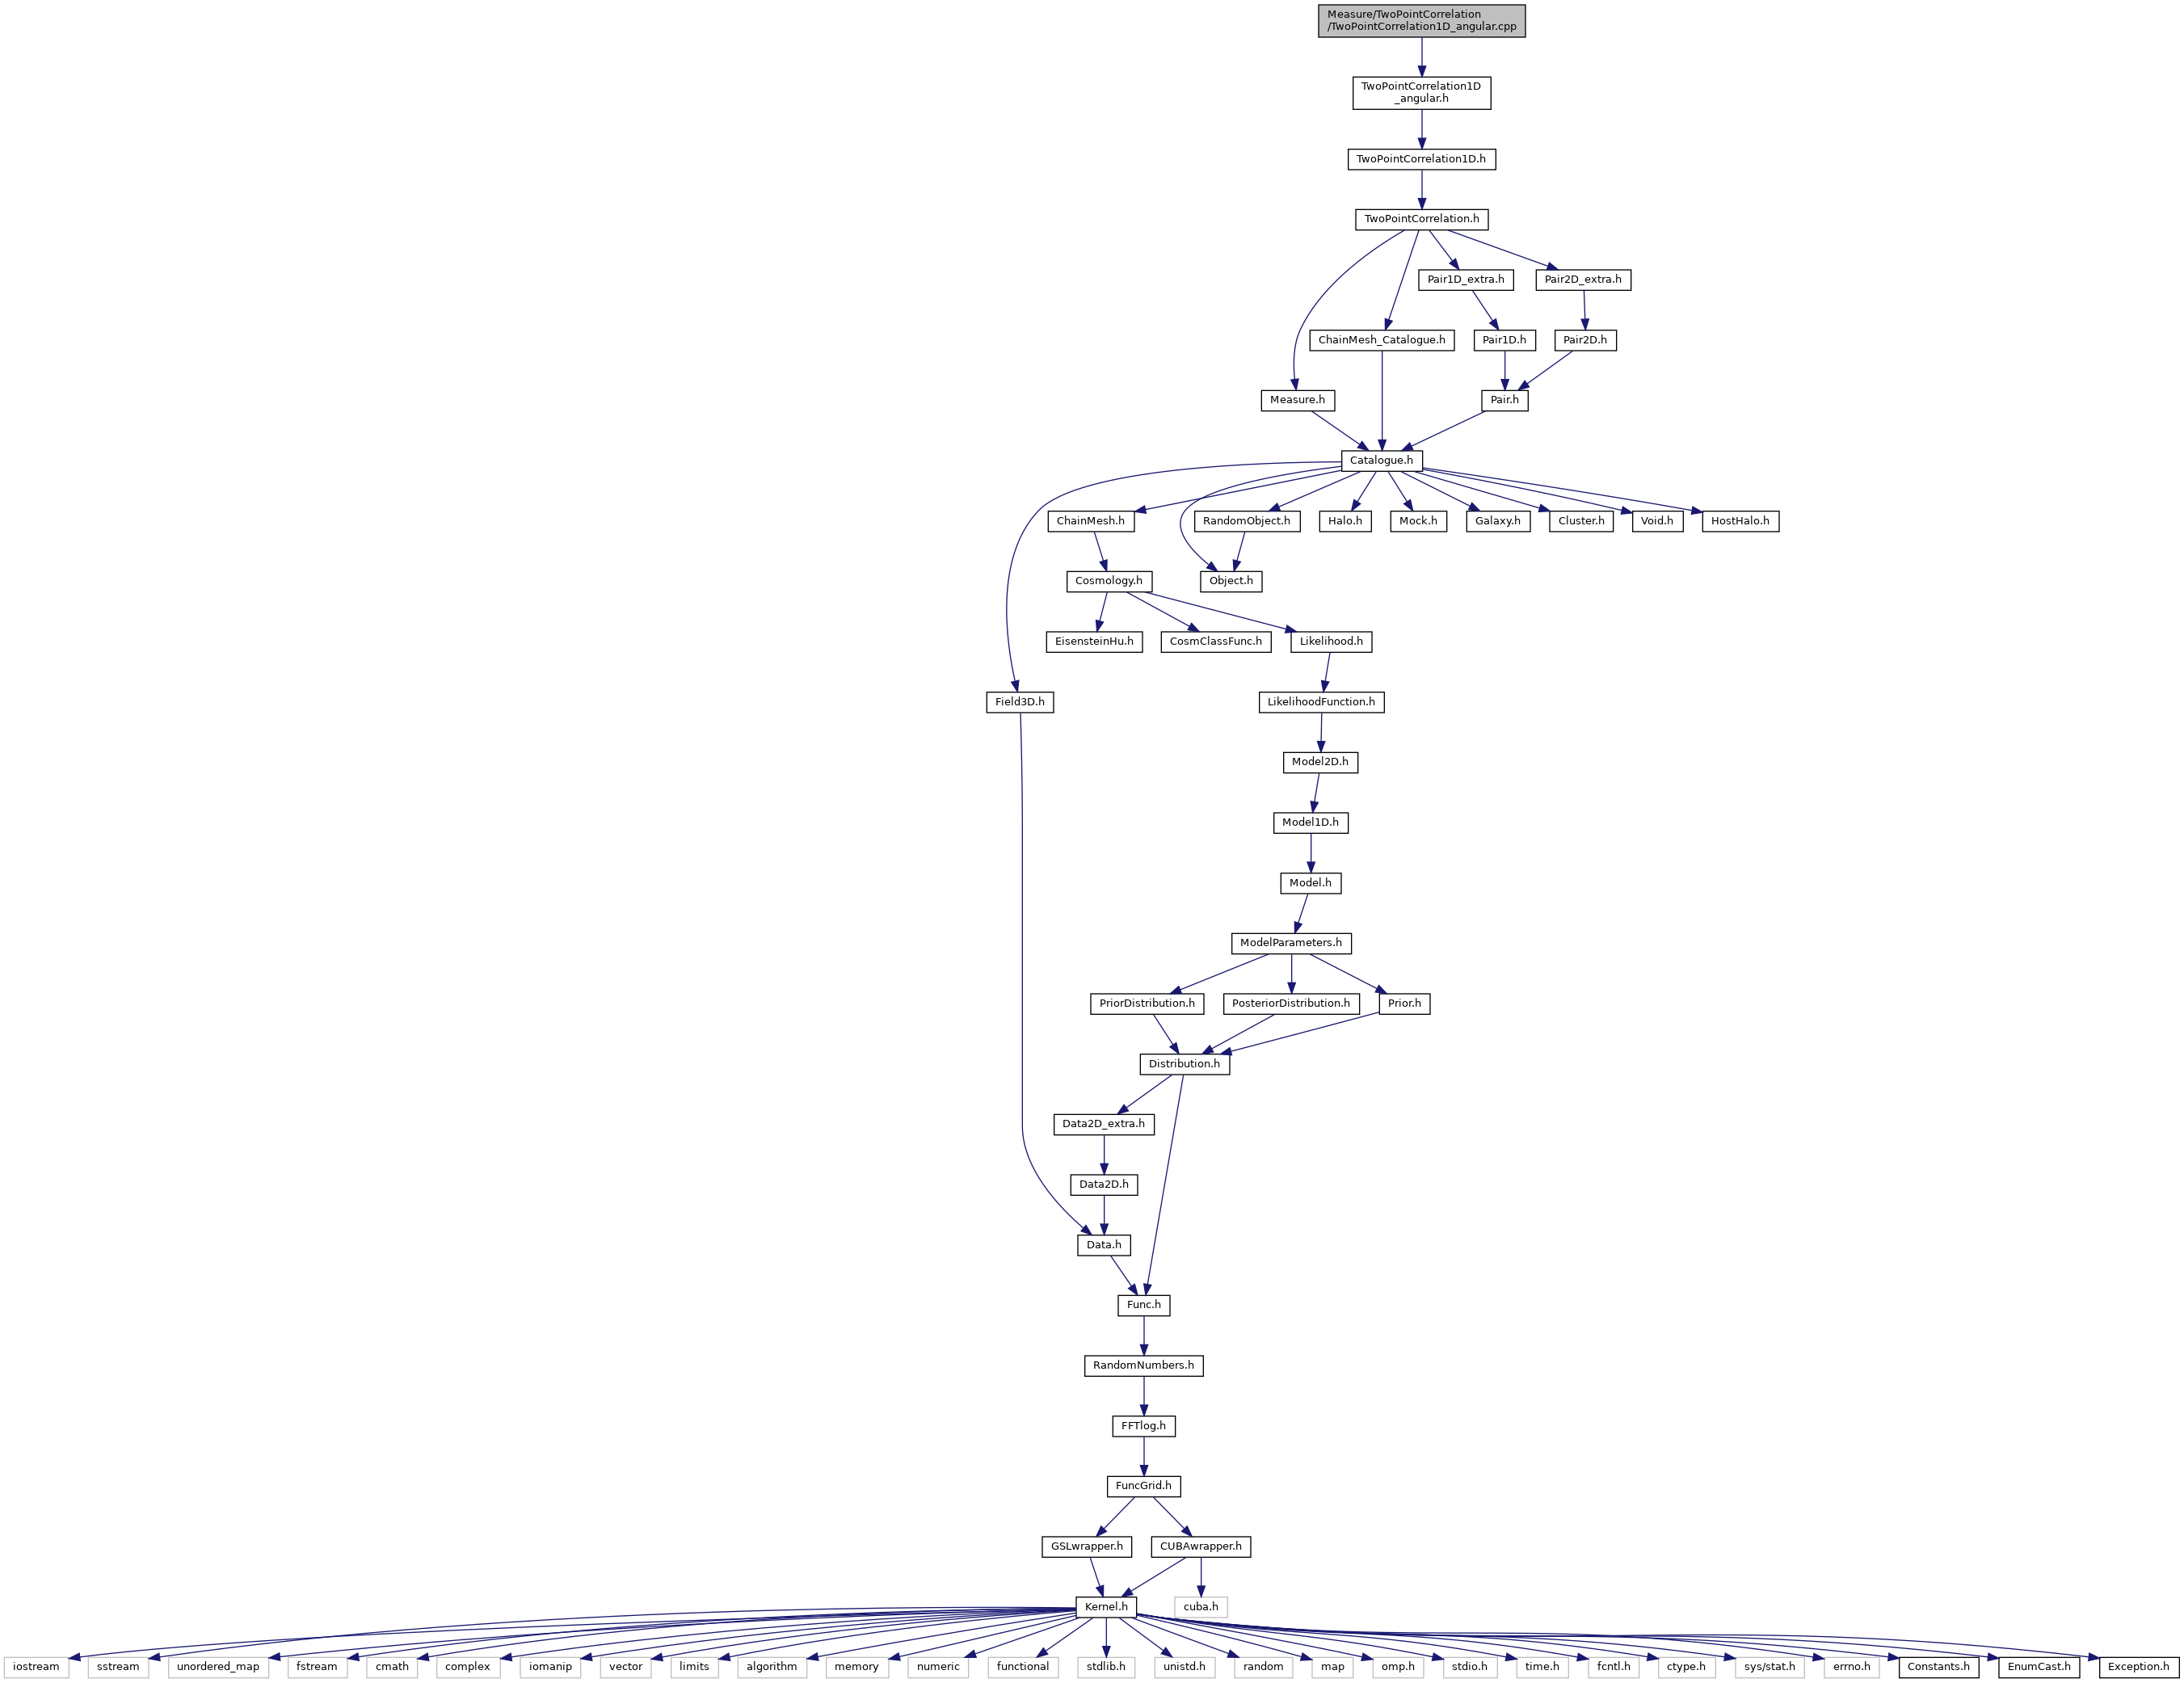 Measure/TwoPointCorrelation
/TwoPointCorrelation1D_angular.cpp
TwoPointCorrelation1D
_angular.h
TwoPointCorrelation1D.h
TwoPointCorrelation.h
Pair1D_extra.h
Pair2D_extra.h
ChainMesh_Catalogue.h
Pair1D.h
Pair2D.h
Measure.h
Pair.h
Catalogue.h
ChainMesh.h
RandomObject.h
Halo.h
Mock.h
Galaxy.h
Cluster.h
Void.h
HostHalo.h
Cosmology.h
Object.h
EisensteinHu.h
CosmClassFunc.h
Likelihood.h
Field3D.h
LikelihoodFunction.h
Model2D.h
Model1D.h
Model.h
ModelParameters.h
PriorDistribution.h
PosteriorDistribution.h
Prior.h
Distribution.h
Data2D_extra.h
Data2D.h
Data.h
Func.h
RandomNumbers.h
FFTlog.h
FuncGrid.h
GSLwrapper.h
CUBAwrapper.h
Kernel.h
cuba.h
iostream
sstream
unordered_map
fstream
cmath
complex
iomanip
vector
limits
algorithm
memory
numeric
functional
stdlib.h
unistd.h
random
map
omp.h
stdio.h
time.h
fcntl.h
ctype.h
sys/stat.h
errno.h
Constants.h
EnumCast.h
Exception.h